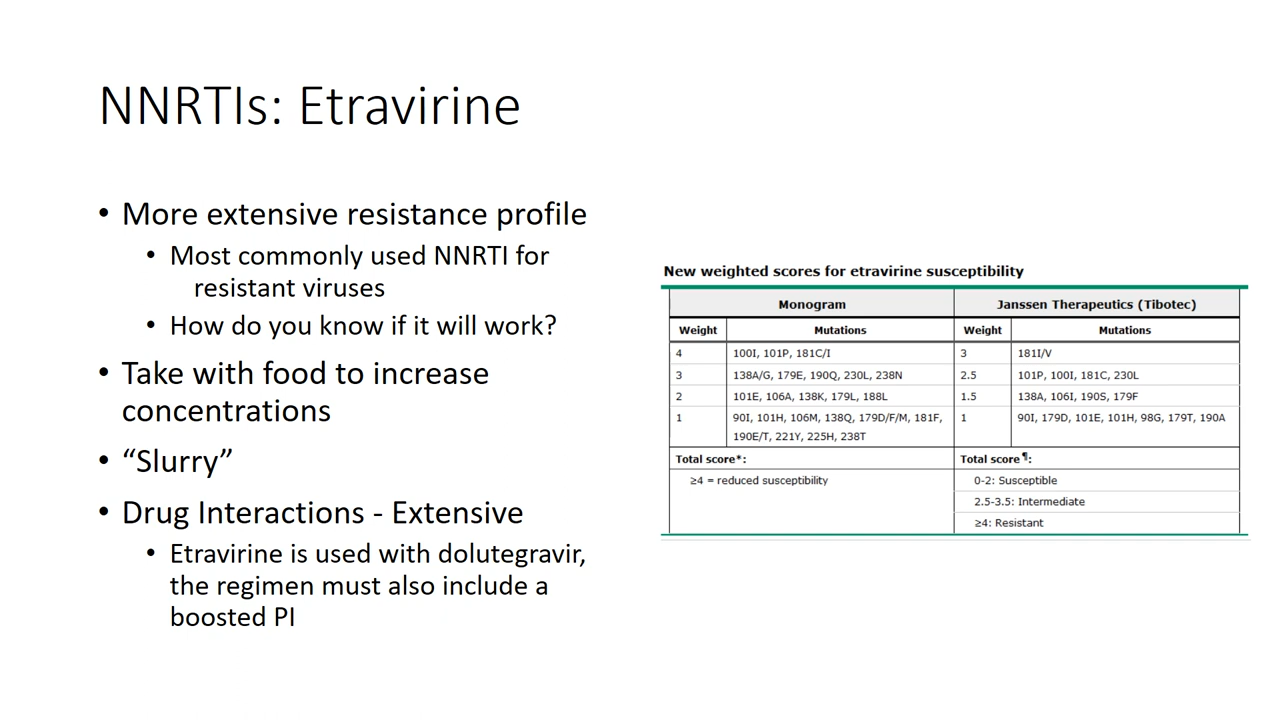 NNRTIs: Etravirine
• More extensive resistance profile
• Most commonly used NNRTI for
resistant viruses
• How do you know if it will work?
• Take with food to increase
concentrations
• “Slurry”
• Drug Interactions - Extensive
• Etravirine is used with dolutegravir,
the regimen must also include a
boosted PI
New weighted scores for etravirine susceptibility
Monogram Janssen Therapeutics (Tibotec)
Weight Mutations Weight Mutations
4 100I, 101P, 181C/I 3 181I/V
3 138A/G, 179E, 190Q, 230L, 238N 2.5 101P, 100I, 181C, 230L
2 101E, 106A, 138K, 179L, 188L 1.5 138A, 106I, 190S, 179F
1 90I, 101H, 106M, 138Q, 179D/F/M, 181F, 1 90I, 179D, 101E, 101H, 98G, 179T, 190A
190E/T, 221Y, 225H, 238T
Total score*: Total score¶:
≥4 = reduced susceptibility 0-2: Susceptible
2.5-3.5: Intermediate
≥4: Resistant